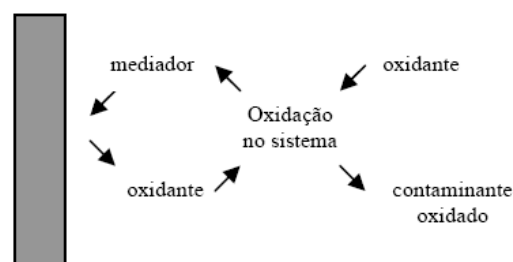 mediador
oxidante
Oxidação
no sistema
oxidante
contaminante
oxidado